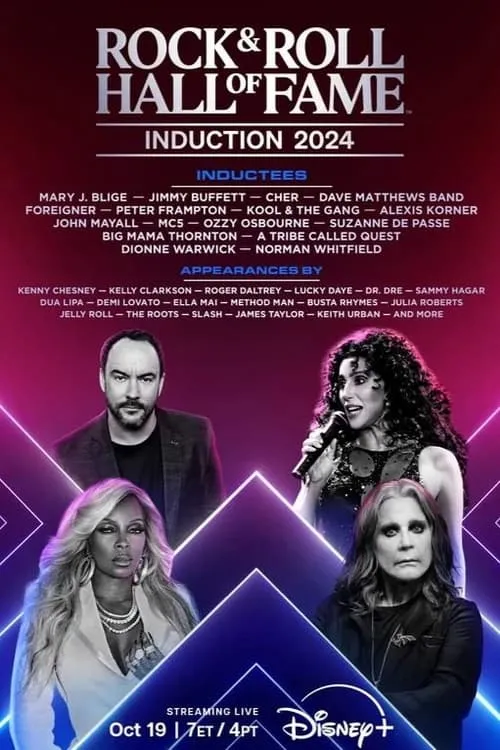 ROCK & ROLL
HALL OF FAME
INDUCTION 2024
INDUCTEES
MARY J. BLIGE — JIMMY BUFFETT — CHER — DAVE MATTHEWS BAND
FOREIGNER — PETER FRAMPTON — KOOL & THE GANG — ALEXIS KORNER
JOHN MAYALL — MC5 — OZZY OSBOURNE — SUZANNE DE PASSE
BIG MAMA THORNTON — A TRIBE CALLED QUEST
DIONNE WARWICK — NORMAN WHITFIELD
APPEARANCES BY
KENNY CHESNEY — KELLY CLARKSON — ROGER DALTREY — LUCKY DAYE — DR. DRE — SAMMY HAGAR
DUA LIPA — DEMI LOVATO — ELLA MAI — METHOD MAN — BUSTA RHYMES — JULIA ROBERTS
JELLY ROLL — THE ROOTS — SLASH — JAMES TAYLOR — KEITH URBAN — AND MORE
STREAMING LIVE
Oct 19 | 7ET / 4PT
Disney+